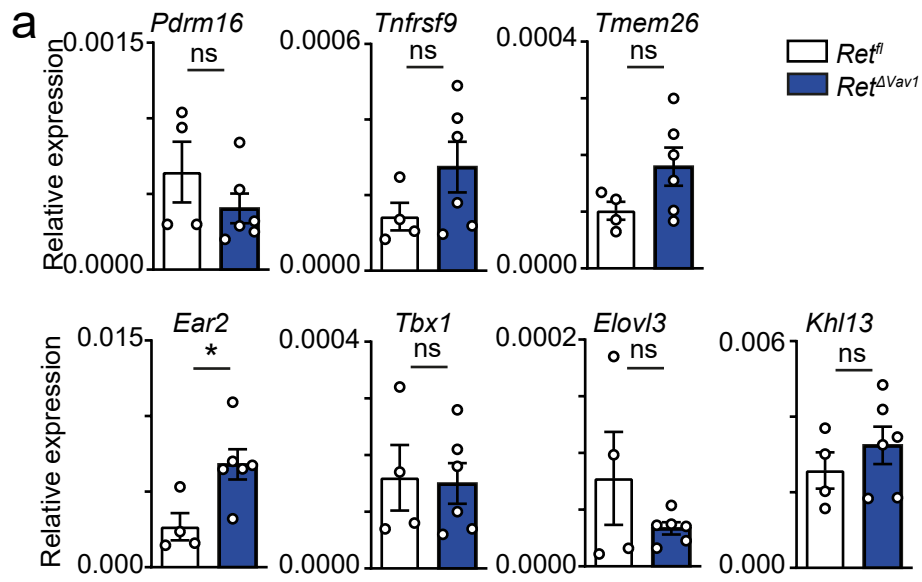 a
Pdrm16
Tnfrsf9
Tmem26
0.0015
ns
0.0006
ns
0.0004
ns
Ret^fl
Ret^ΔVav1
Relative expression
0.0000
0.0000
0.0000
Ear2
Tbx1
Elovl3
Khl13
0.015
*
0.0004
ns
0.0002
ns
0.006
ns
Relative expression
0.000
0.0000
0.0000
0.000